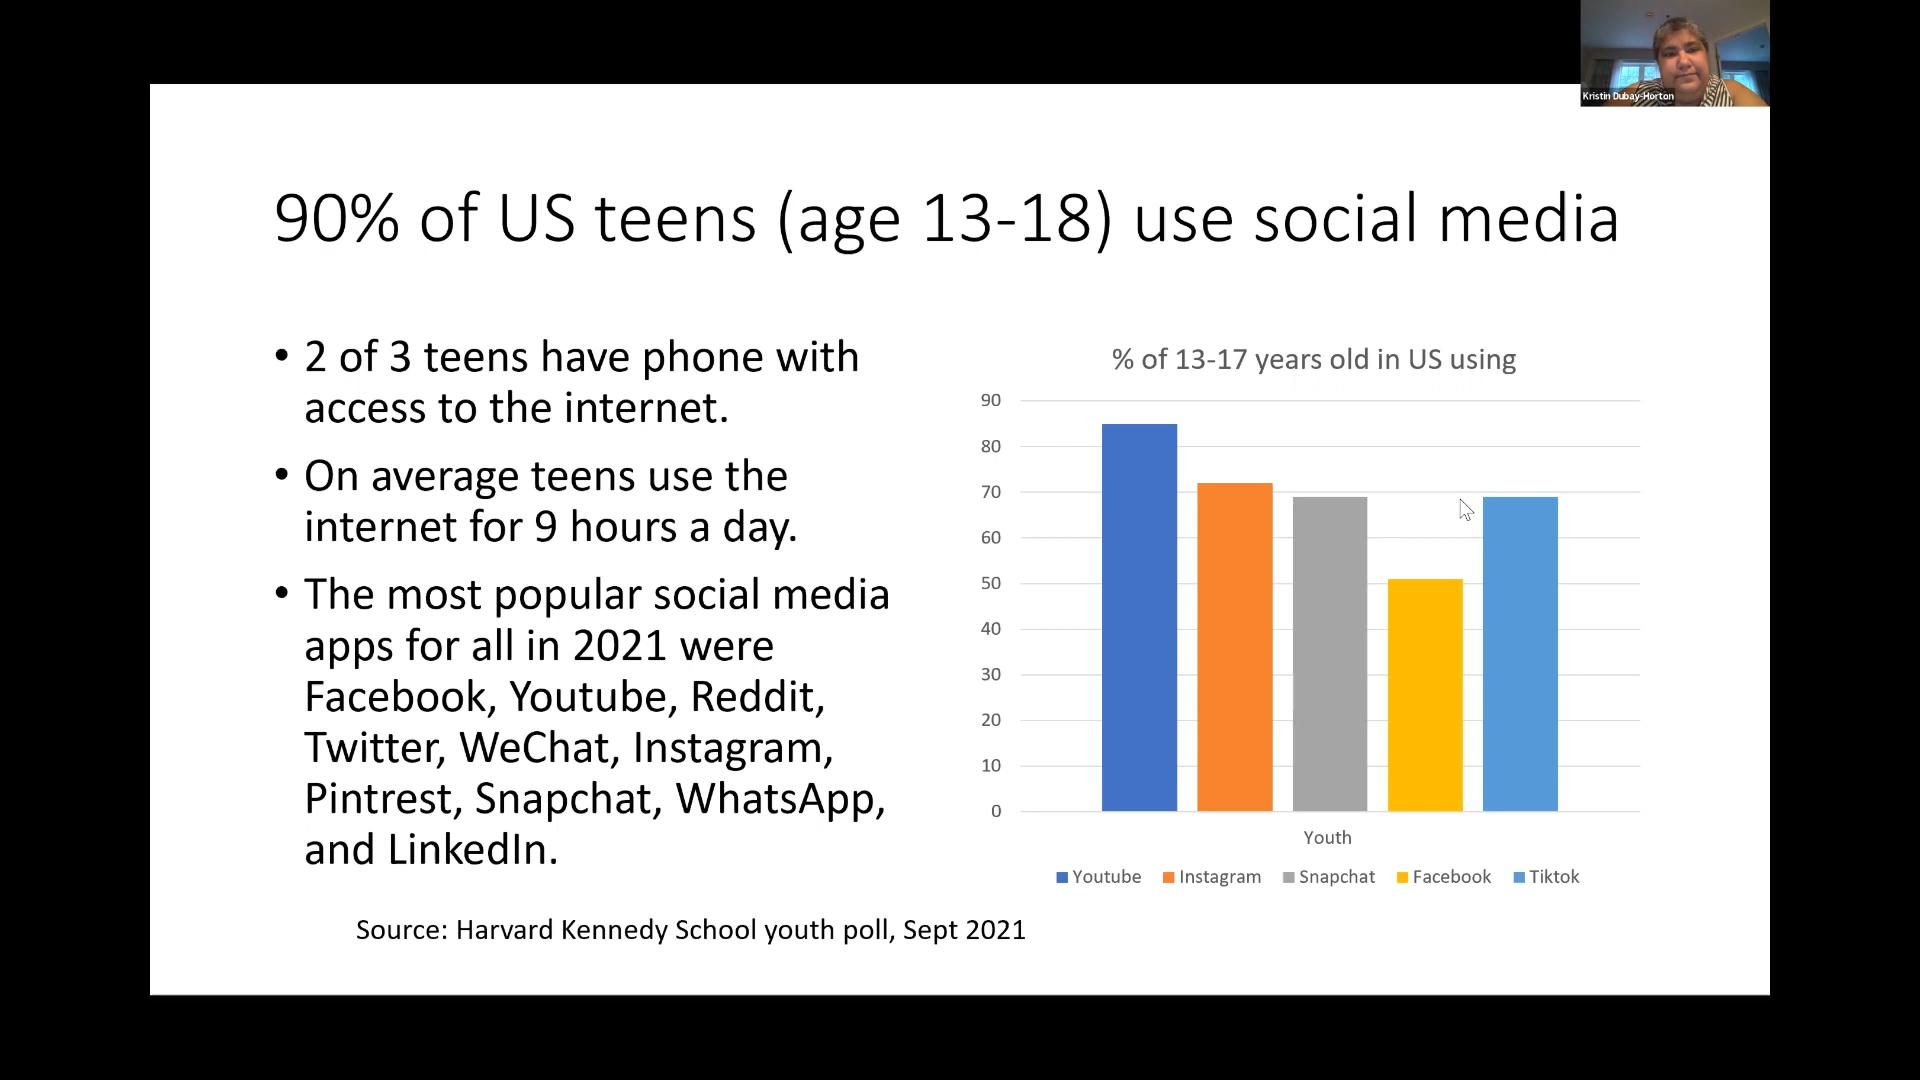 Kristin Dubay-Horton
90% of US teens (age 13-18) use social media
• 2 of 3 teens have phone with
access to the internet.
• On average teens use the
internet for 9 hours a day.
• The most popular social media
apps for all in 2021 were
Facebook, Youtube, Reddit,
Twitter, WeChat, Instagram,
Pintrest, Snapchat, WhatsApp,
and LinkedIn.
% of 13-17 years old in US using
90
80
70
60
50
40
30
20
10
0
Youth
Youtube Instagram Snapchat Facebook Tiktok
Source: Harvard Kennedy School youth poll, Sept 2021